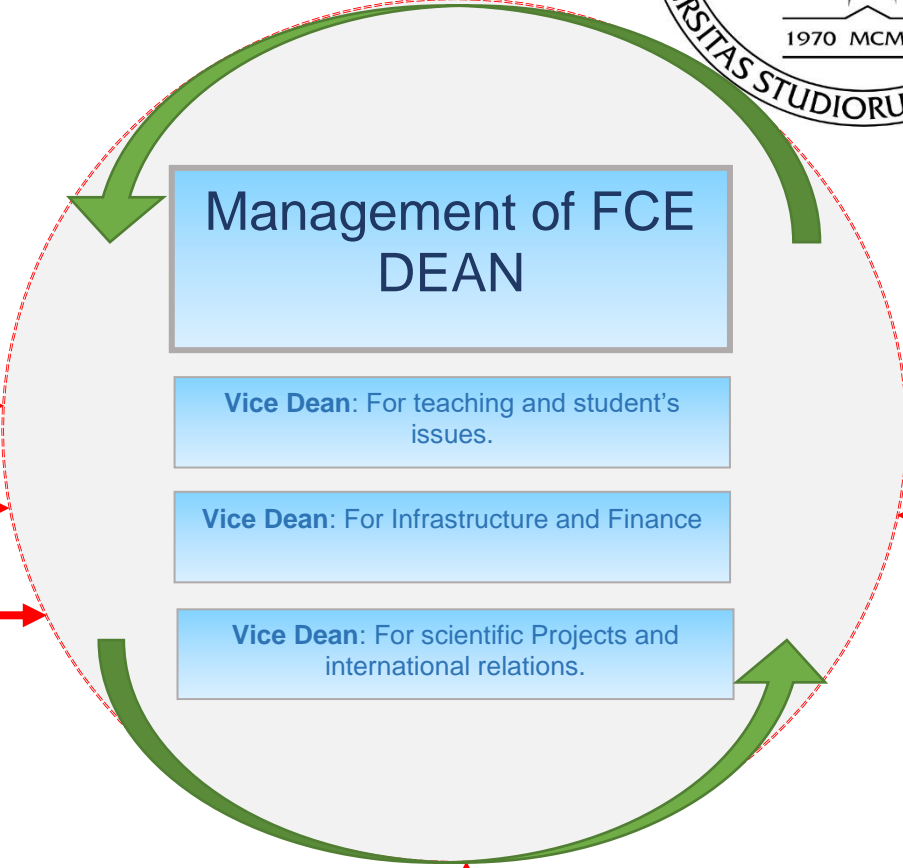 1970 MCM
STUDIORU
Management of FCE
DEAN
Vice Dean: For teaching and student's
issues.
Vice Dean: For Infrastructure and Finance
Vice Dean: For scientific Projects and
international relations.